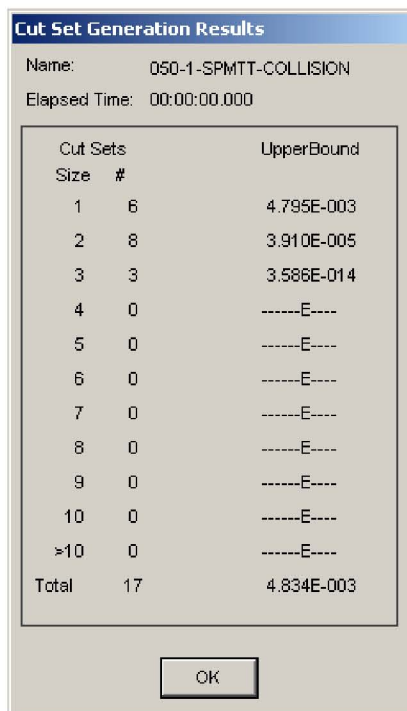 Cut Set Generation Results
Name: 050-1-SPMTT-COLLISION
Elapsed Time: 00:00:00.000
Cut Sets UpperBound
Size #
1 6 4.795E-003
2 8 3.910E-005
3 3 3.586E-014
4 0 ------E----
5 0 ------E----
6 0 ------E----
7 0 ------E----
8 0 ------E----
9 0 ------E----
10 0 ------E----
>10 0 ------E----
Total 17 4.834E-003
OK